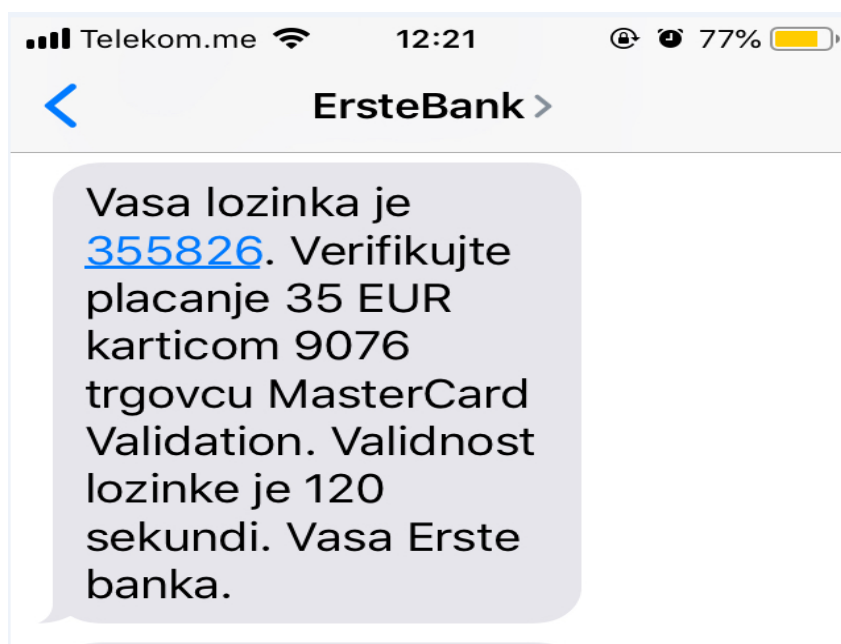 Telekom.me 12:21 77%
ErsteBank
Vasa lozinka je
355826. Verifikujte
placanje 35 EUR
karticom 9076
trgovcu MasterCard
Validation. Validnost
lozinke je 120
sekundi. Vasa Erste
banka.